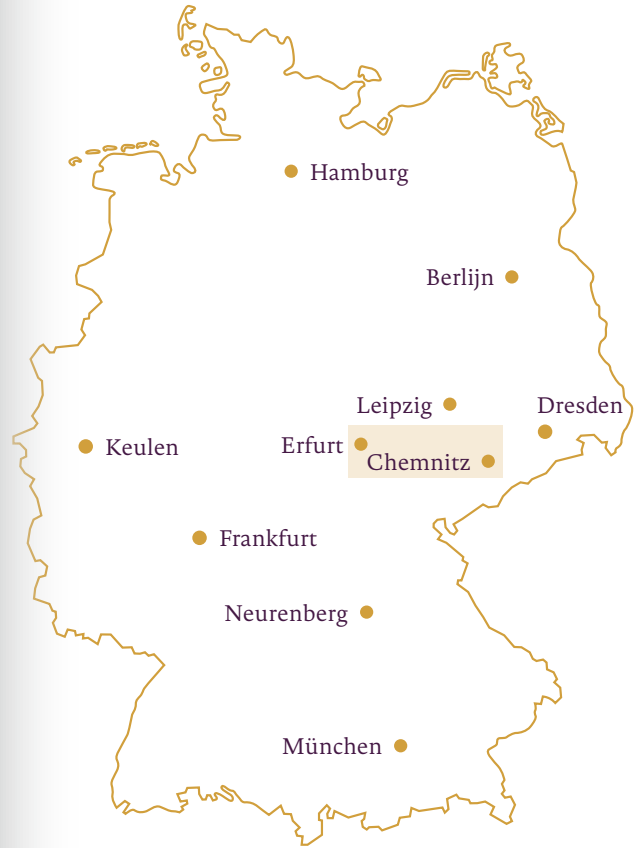 Hamburg
Berlijn
Leipzig
Dresden
Erfurt
Keulen
Chemnitz
Frankfurt
Neurenberg
München